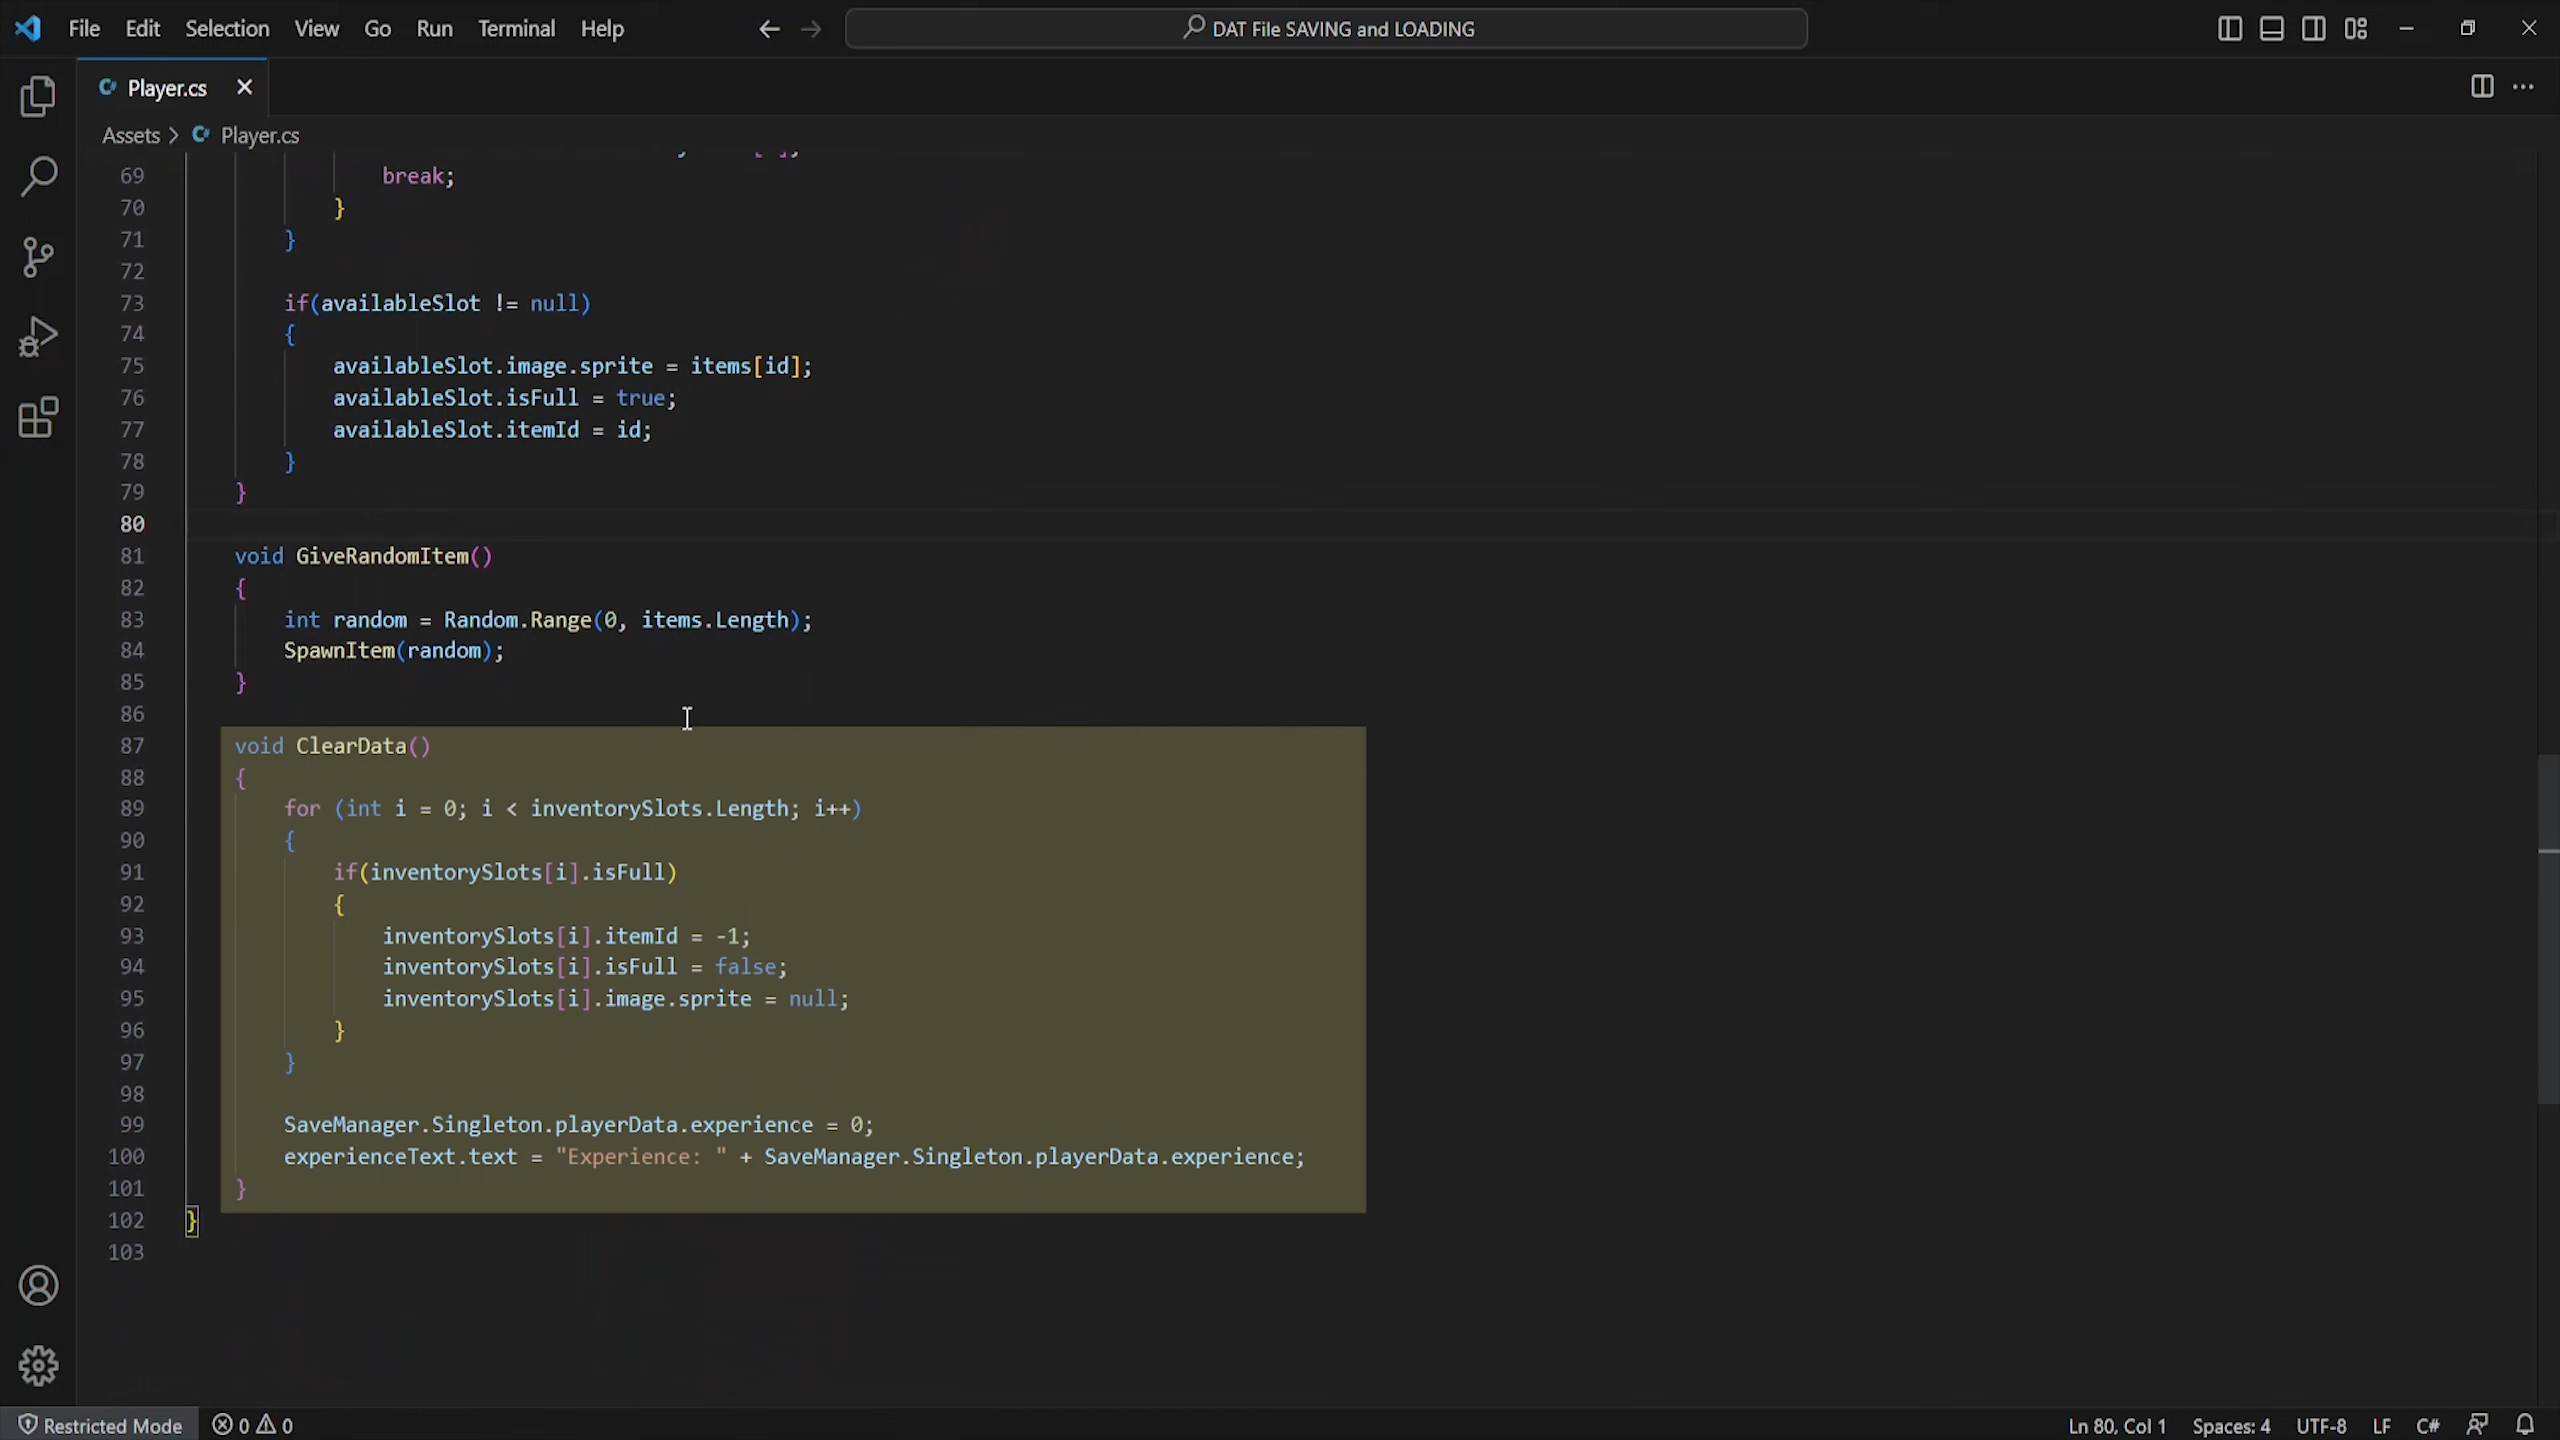 File Edit Selection View Go Run Terminal Help
DAT File SAVING and LOADING
Player.cs
Assets > Player.cs
69 break;
70 }
71 }
72
73 if(availableSlot != null)
74 {
75 availableSlot.image.sprite = items[id];
76 availableSlot.isFull = true;
77 availableSlot.itemId = id;
78 }
79 }
80
81 void GiveRandomItem()
82 {
83 int random = Random.Range(0, items.Length);
84 SpawnItem(random);
85 }
86
87 void ClearData()
88 {
89 for (int i = 0; i < inventorySlots.Length; i++)
90 {
91 if(inventorySlots[i].isFull)
92 {
93 inventorySlots[i].itemId = -1;
94 inventorySlots[i].isFull = false;
95 inventorySlots[i].image.sprite = null;
96 }
97 }
98
99 SaveManager.Singleton.playerData.experience = 0;
100 experienceText.text = "Experience: " + SaveManager.Singleton.playerData.experience;
101 }
102 }
103
Restricted Mode 0 0 Ln 80, Col 1 Spaces: 4 UTF-8 LF C#